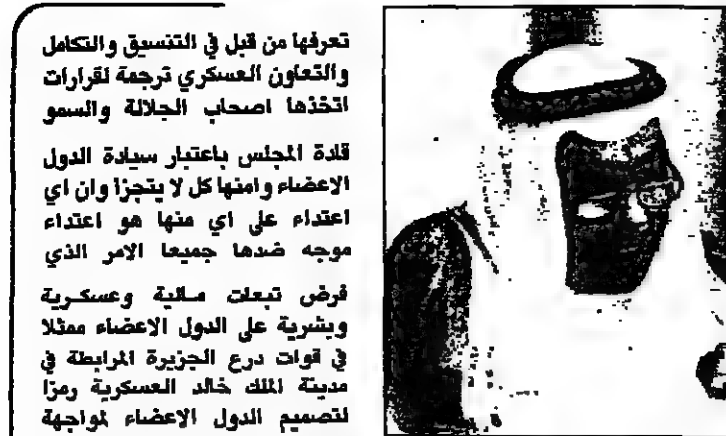 تعرفها من قبل في التنسيق والتكامل
والتعاون العسكري ترجمة لقرارات
اتخذها اصحاب الجلالة والسمو
قادة المجلس باعتبار سيادة الدول
الاعضاء وامنها كل لا يتجزا وان اي
اعتداء على اي منها هو اعتداء
موجه ضدها جميعا الامر الذي
فرض تبعات مالية وعسكرية
وبشرية على الدول الاعضاء ممثلا
في قوات درع الجزيرة المرابطة في
مدينة الملك خالد العسكرية رمزا
لتصميم الدول الاعضاء لمواجهة